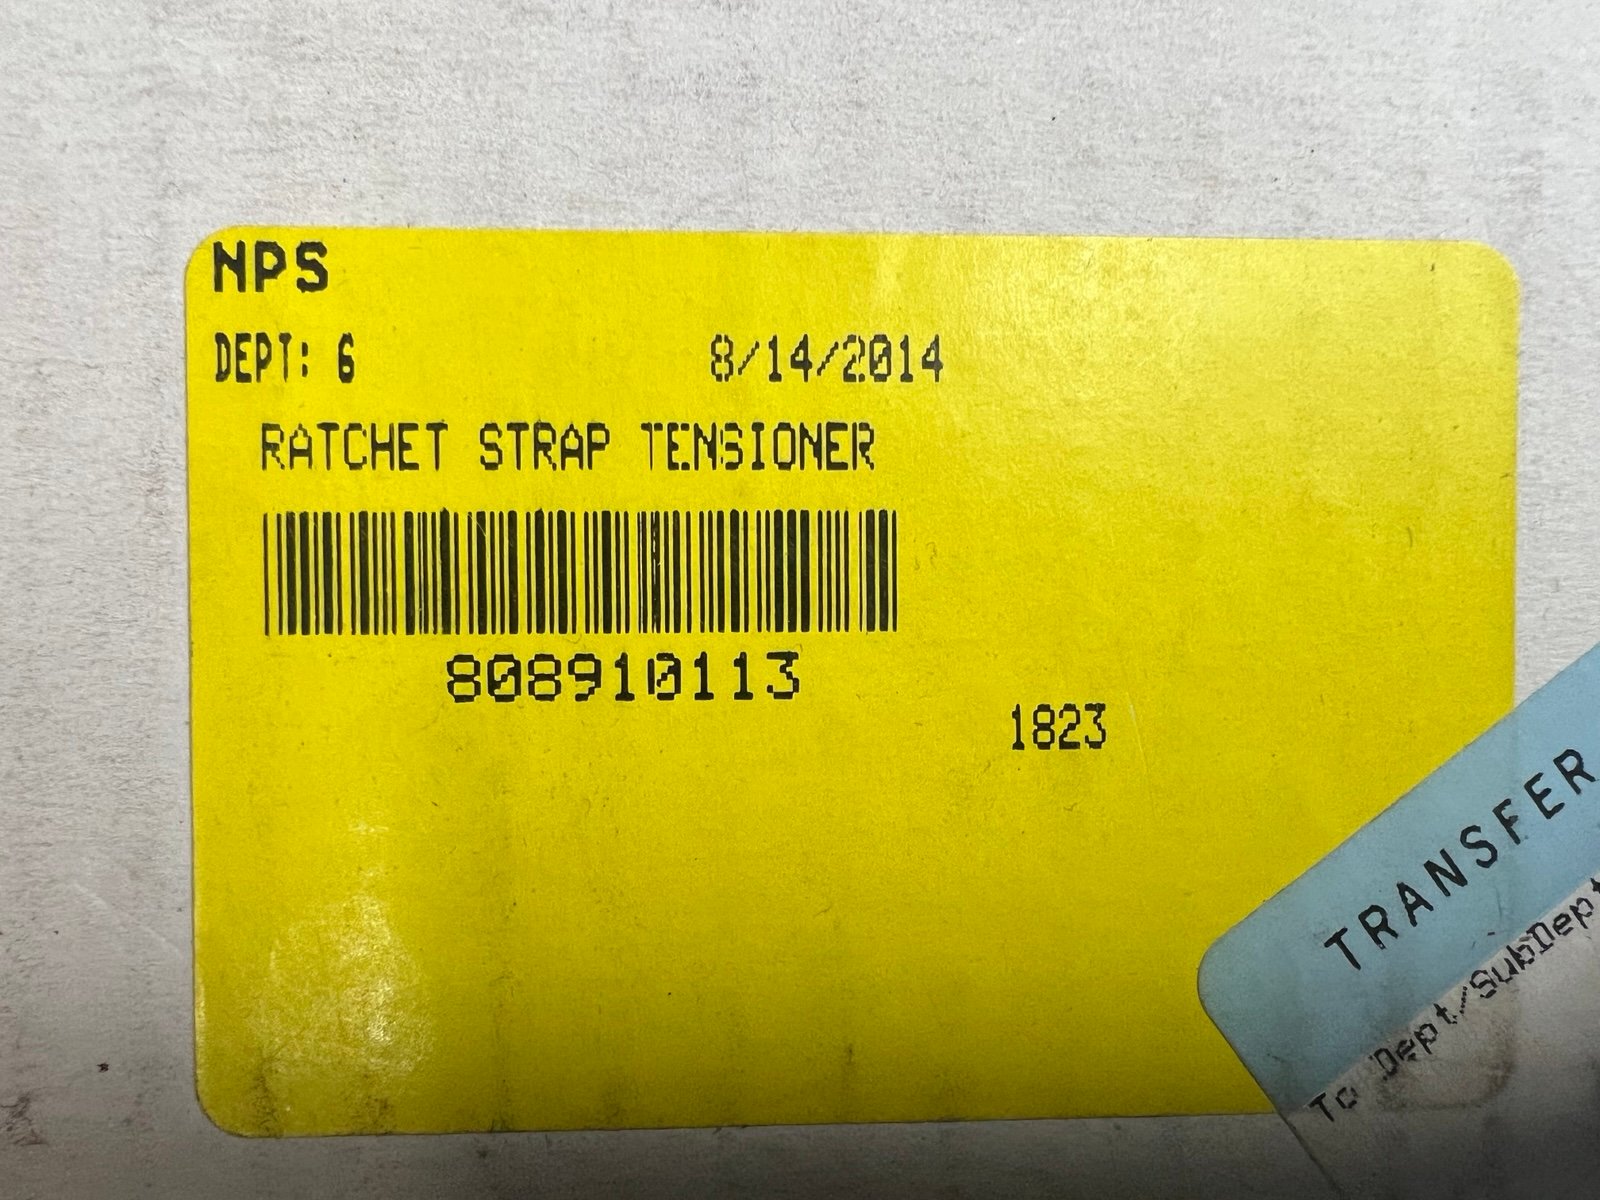 NPS
DEPT: 6 8/14/2014
RATCHET STRAP TENSIONER
808910113
1823
TRANSFER
To Dept/SubDept